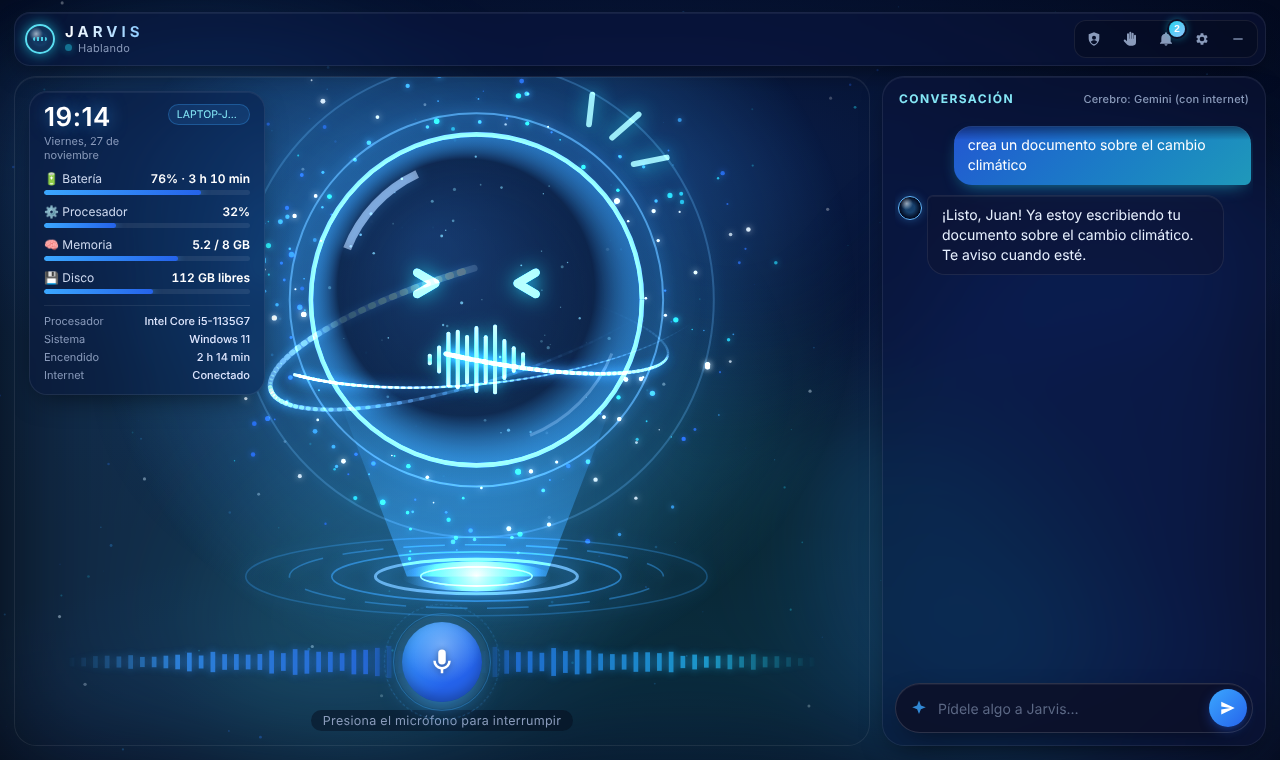 JARVIS
Hablando
2
19:14
LAPTOP-J...
Viernes, 27 de
noviembre
Batería 76% · 3 h 10 min
Procesador 32%
Memoria 5.2 / 8 GB
Disco 112 GB libres
Procesador Intel Core i5-1135G7
Sistema Windows 11
Encendido 2 h 14 min
Internet Conectado
Presiona el micrófono para interrumpir
CONVERSACIÓN Cerebro: Gemini (con internet)
crea un documento sobre el cambio
climático
¡Listo, Juan! Ya estoy escribiendo tu
documento sobre el cambio climático.
Te aviso cuando esté.
Pídele algo a Jarvis...